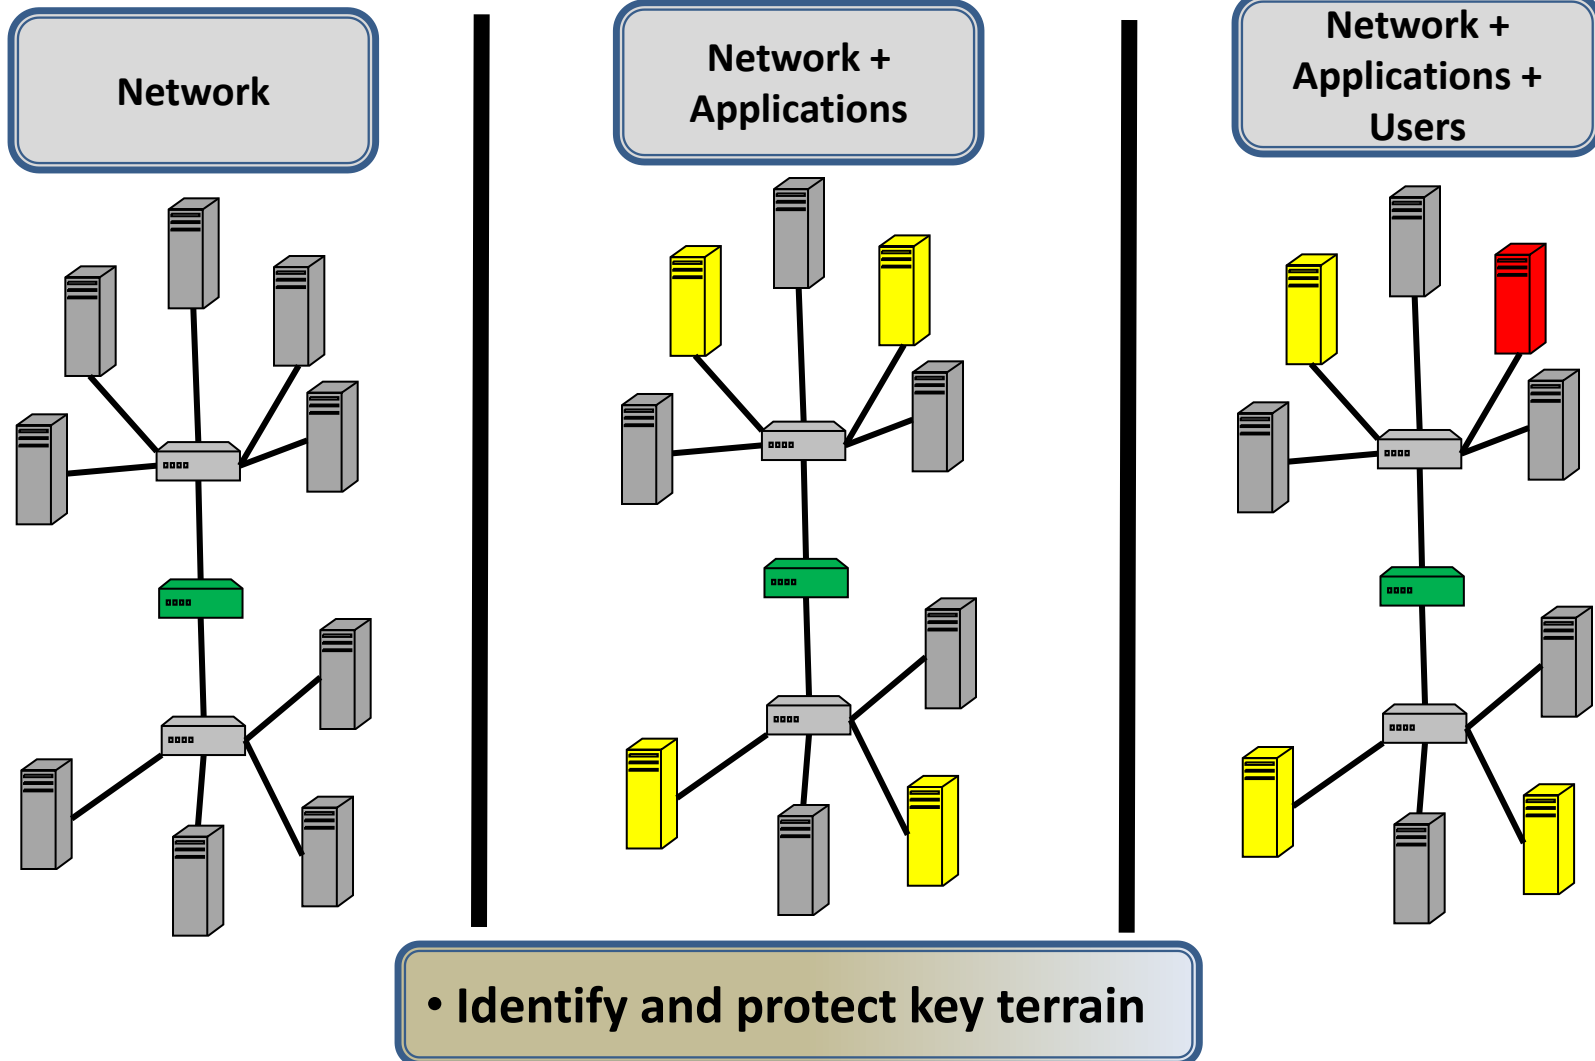 Network
Network +
Applications
Network +
Applications +
Users
• Identify and protect key terrain